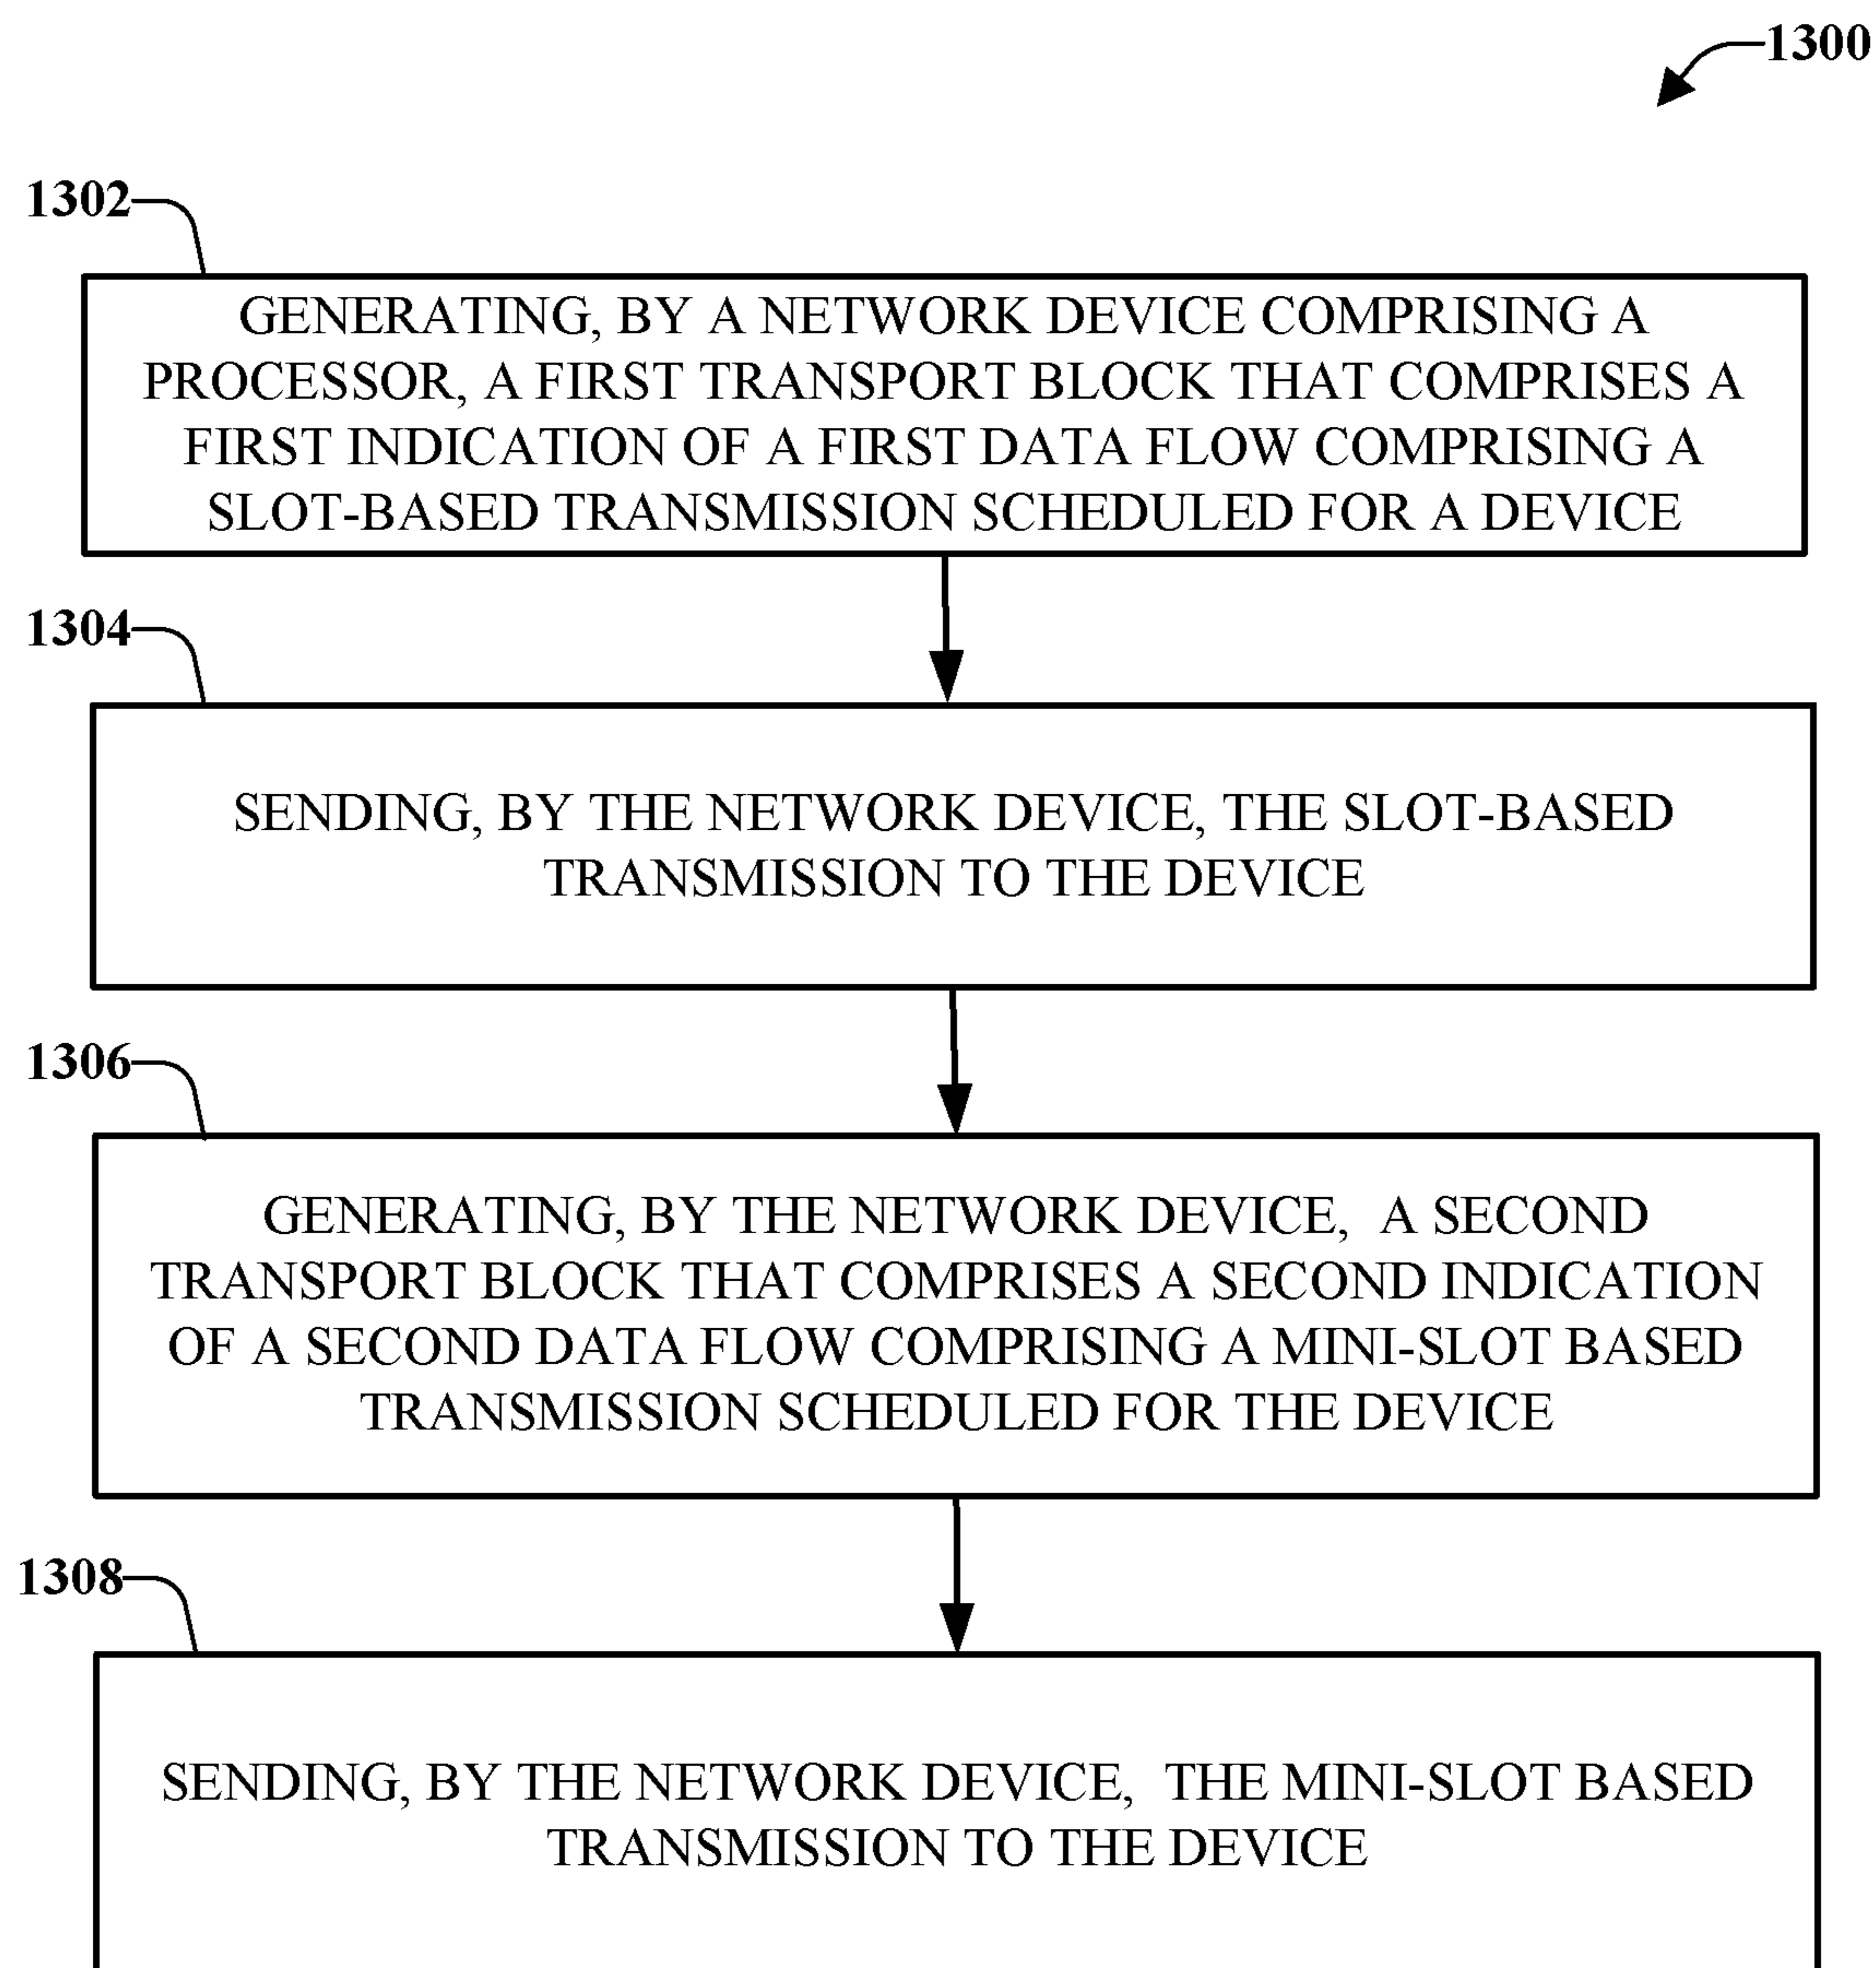 1300
1302
GENERATING, BY A NETWORK DEVICE COMPRISING A
PROCESSOR, A FIRST TRANSPORT BLOCK THAT COMPRISES A
FIRST INDICATION OF A FIRST DATA FLOW COMPRISING A
SLOT-BASED TRANSMISSION SCHEDULED FOR A DEVICE
1304
SENDING, BY THE NETWORK DEVICE, THE SLOT-BASED
TRANSMISSION TO THE DEVICE
1306
GENERATING, BY THE NETWORK DEVICE, A SECOND
TRANSPORT BLOCK THAT COMPRISES A SECOND INDICATION
OF A SECOND DATA FLOW COMPRISING A MINI-SLOT BASED
TRANSMISSION SCHEDULED FOR THE DEVICE
1308
SENDING, BY THE NETWORK DEVICE, THE MINI-SLOT BASED
TRANSMISSION TO THE DEVICE